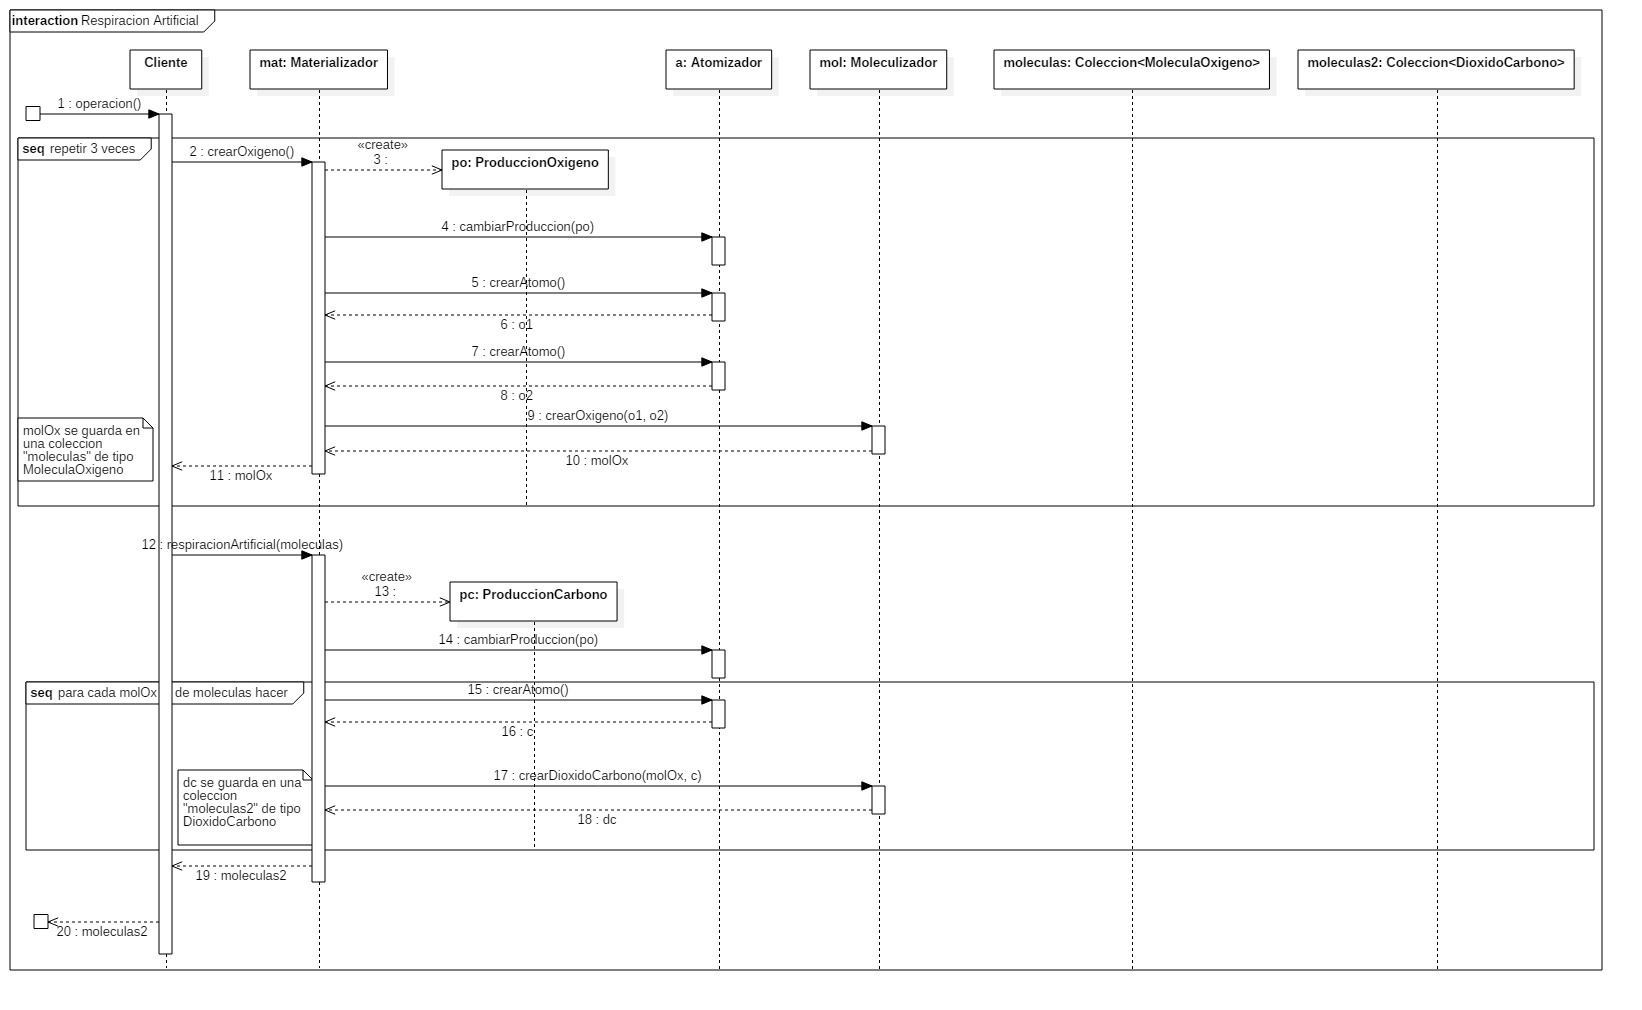 interaction Respiracion Artificial
Cliente
mat: Materializador
a: Atomizador
mol: Moleculizador
moleculas: Coleccion<MoleculaOxigeno>
moleculas2: Coleccion<DioxidoCarbono>
1 : operacion()
seq repetir 3 veces
2 : crearOxigeno()
«create»
3 :
po: ProduccionOxigeno
4 : cambiarProduccion(po)
5 : crearAtomo()
6 : o1
7 : crearAtomo()
8 : o2
9 : crearOxigeno(o1, o2)
molOx se guarda en
una coleccion
"moleculas" de tipo
MoleculaOxigeno
10 : molOx
11 : molOx
12 : respiracionArtificial(moleculas)
«create»
13 :
pc: ProduccionCarbono
14 : cambiarProduccion(po)
seq para cada molOx de moleculas hacer
15 : crearAtomo()
16 : c
17 : crearDioxidoCarbono(molOx, c)
dc se guarda en una
coleccion
"moleculas2" de tipo
DioxidoCarbono
18 : dc
19 : moleculas2
20 : moleculas2